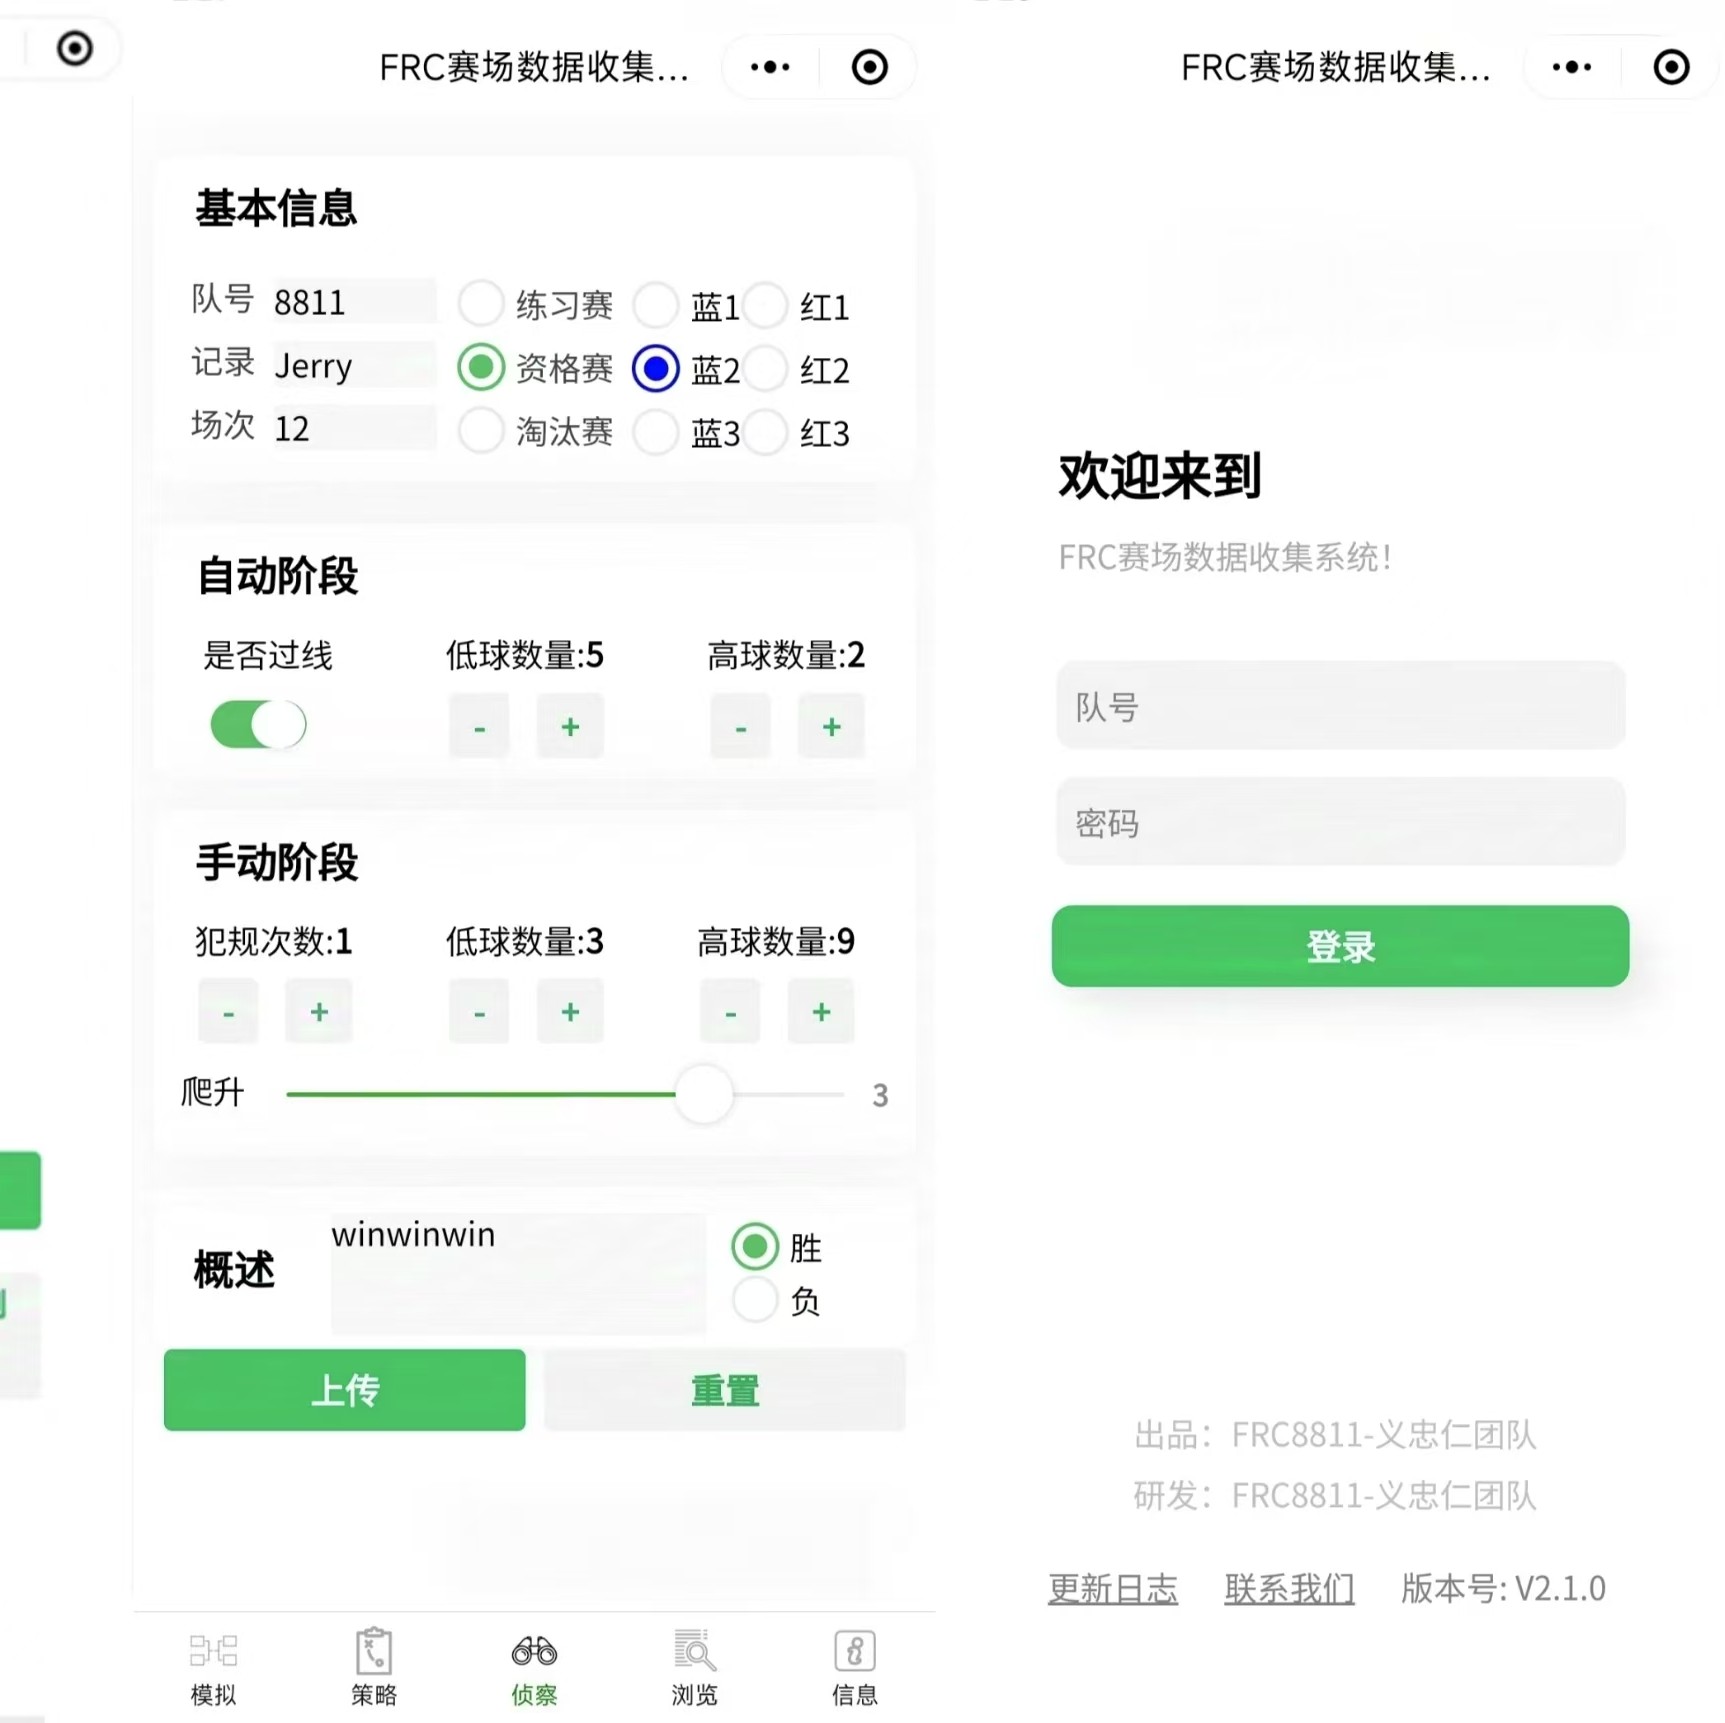 FRC赛场数据收集...
基本信息
队号 8811 练习赛 蓝1 红1
记录 Jerry 资格赛 蓝2 红2
场次 12 淘汰赛 蓝3 红3
自动阶段
是否过线 低球数量:5 高球数量:2
- + - +
手动阶段
犯规次数:1 低球数量:3 高球数量:9
- + - + - +
爬升 3
概述 winwinwin 胜
负
上传 重置
模拟 策略 侦察 浏览 信息
FRC赛场数据收集...
欢迎来到
FRC赛场数据收集系统!
队号
密码
登录
出品：FRC8811-义忠仁团队
研发：FRC8811-义忠仁团队
更新日志 联系我们 版本号: V2.1.0